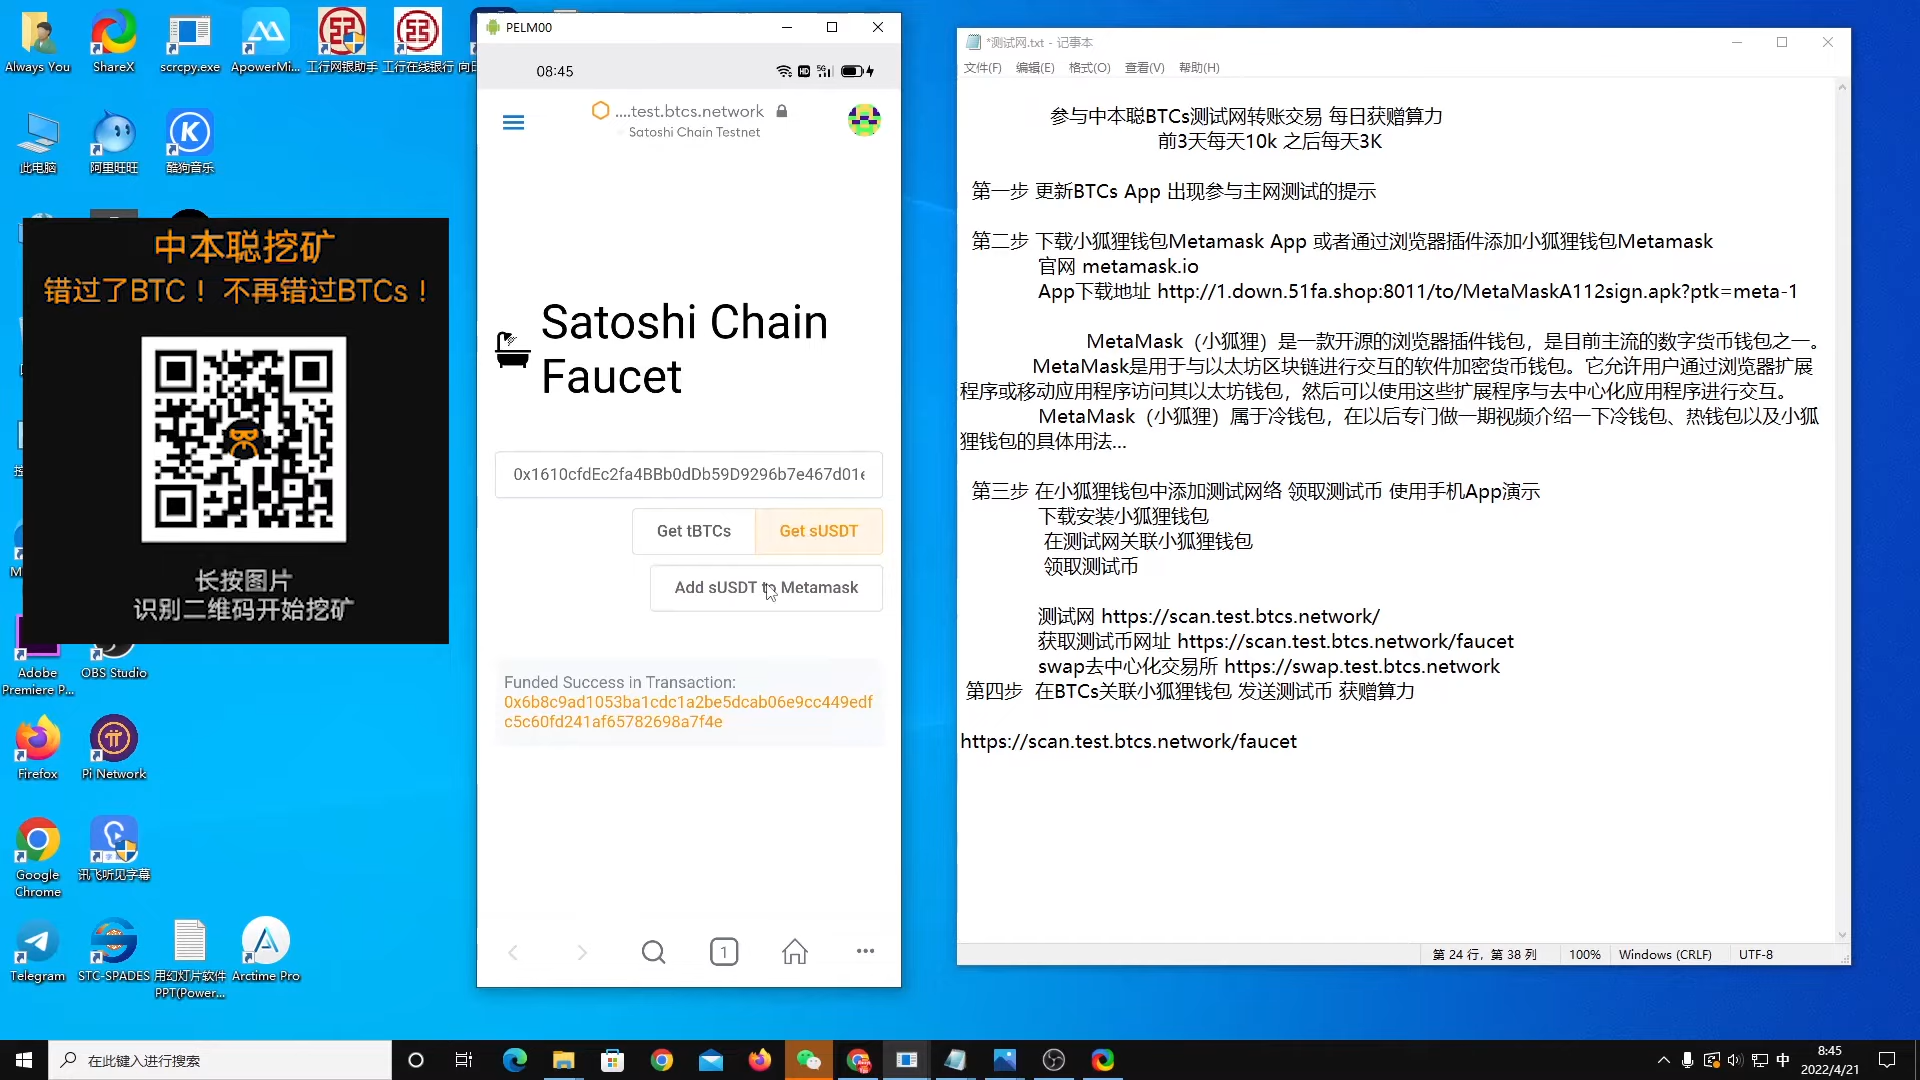 Always You
ShareX
scrcpy.exe
ApowerMi...
工行网银助手
工行在线银行
此电脑
阿里旺旺
酷狗音乐
中本聪挖矿
错过了BTC！ 不再错过BTCs！
长按图片
识别二维码开始挖矿
Adobe
Premiere P...
OBS Studio
Firefox
Pi Network
Google
Chrome
讯飞听见字幕
Telegram
STC-SPADES
用幻灯片软件
PPT(Power...
Arctime Pro
PELM00
08:45
HD
5G
....test.btcs.network
Satoshi Chain Testnet
Satoshi Chain
Faucet
0x1610cfdEc2fa4BBb0dDb59D9296b7e467d01
Get tBTCs
Get sUSDT
Add sUSDT to Metamask
Funded Success in Transaction:
0x6b8c9ad1053ba1cdc1a2be5dcab06e9cc449edf
c5c60fd241af65782698a7f4e
1
*测试网.txt - 记事本
文件(F) 编辑(E) 格式(O) 查看(V) 帮助(H)
参与中本聪BTCs测试网转账交易 每日获赠算力
前3天每天10k 之后每天3K
第一步 更新BTCs App 出现参与主网测试的提示
第二步 下载小狐狸钱包Metamask App 或者通过浏览器插件添加小狐狸钱包Metamask
官网 metamask.io
App下载地址 http://1.down.51fa.shop:8011/to/MetaMaskA112sign.apk?ptk=meta-1
MetaMask（小狐狸）是一款开源的浏览器插件钱包，是目前主流的数字货币钱包之一。
MetaMask是用于与以太坊区块链进行交互的软件加密货币钱包。它允许用户通过浏览器扩展
程序或移动应用程序访问其以太坊钱包，然后可以使用这些扩展程序与去中心化应用程序进行交互。
MetaMask（小狐狸）属于冷钱包，在以后专门做一期视频介绍一下冷钱包、热钱包以及小狐
狸钱包的具体用法...
第三步 在小狐狸钱包中添加测试网络 领取测试币 使用手机App演示
下载安装小狐狸钱包
在测试网关联小狐狸钱包
领取测试币
测试网 https://scan.test.btcs.network/
获取测试币网址 https://scan.test.btcs.network/faucet
swap去中心化交易所 https://swap.test.btcs.network
第四步 在BTCs关联小狐狸钱包 发送测试币 获赠算力
https://scan.test.btcs.network/faucet
第 24 行，第 38 列
100%
Windows (CRLF)
UTF-8
在此键入进行搜索
中
8:45
2022/4/21